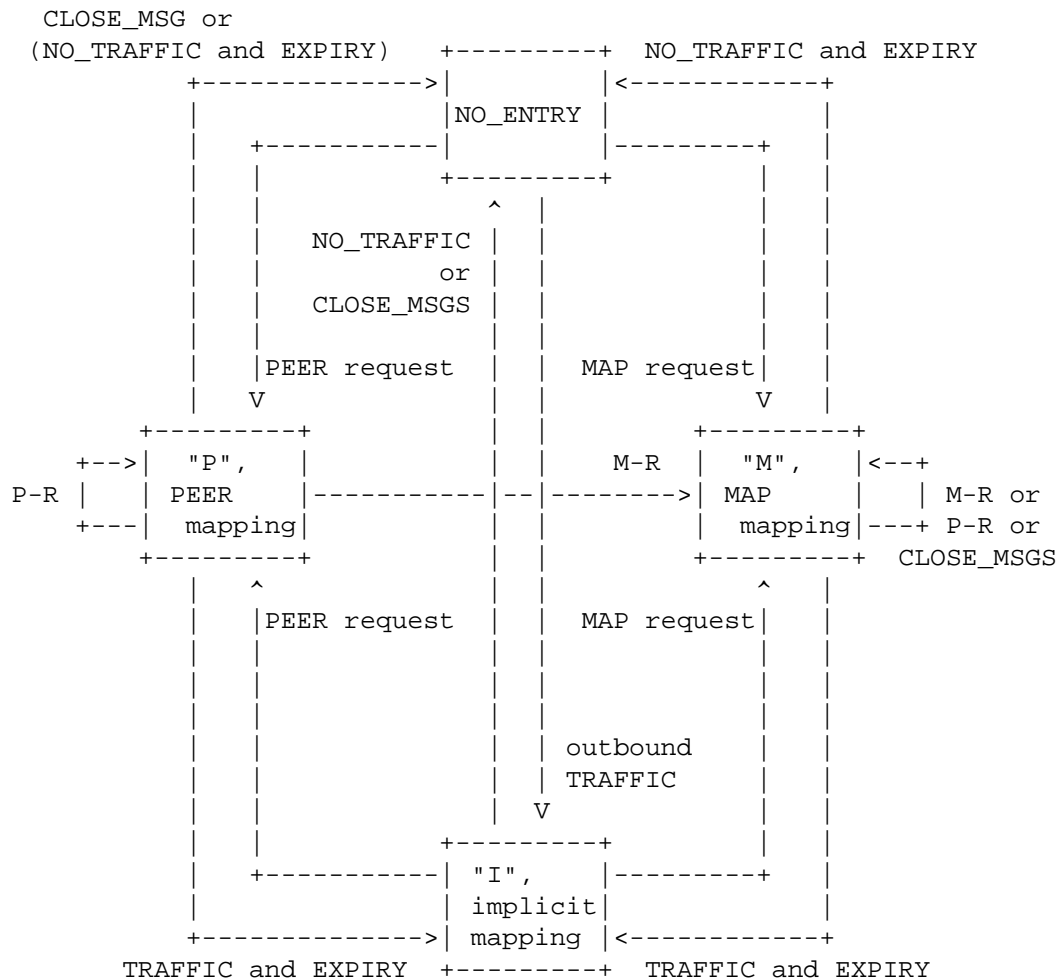 CLOSE_MSG or
(NO_TRAFFIC and EXPIRY) +---------+ NO_TRAFFIC and EXPIRY
+-------------->| |<------------+
| |NO_ENTRY | |
| +-----------| |---------+ |
| | +---------+ | |
| | ^ | | |
| | NO_TRAFFIC | | | |
| | or | | | |
| | CLOSE_MSGS | | | |
| | | | | |
| |PEER request | | MAP request| |
| V | | V |
+---------+ | | +---------+
+-->| "P", | | | M-R | "M", |<--+
P-R | | PEER |-----------|--|-------->| MAP | | M-R or
+---| mapping| | | | mapping|---+ P-R or
+---------+ | | +---------+ CLOSE_MSGS
| ^ | | ^ |
| |PEER request | | MAP request| |
| | | | | |
| | | | | |
| | | | | |
| | | | outbound | |
| | | | TRAFFIC | |
| | | V | |
| | +---------+ | |
| +-----------| "I", |---------+ |
| | implicit| |
+-------------->| mapping |<------------+
TRAFFIC and EXPIRY +---------+ TRAFFIC and EXPIRY